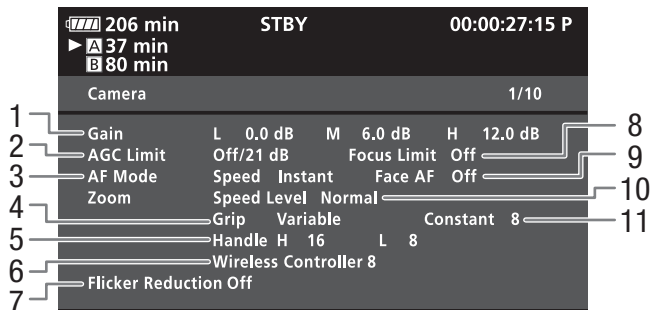 206 min STBY 00:00:27:15 P
A 37 min
B 80 min
Camera 1/10
1 Gain L 0.0 dB M 6.0 dB H 12.0 dB
2 AGC Limit Off/21 dB Focus Limit Off 8
3 AF Mode Speed Instant Face AF Off 9
Zoom Speed Level Normal 10
4 Grip Variable Constant 8 11
5 Handle H 16 L 8
6 Wireless Controller 8
7 Flicker Reduction Off